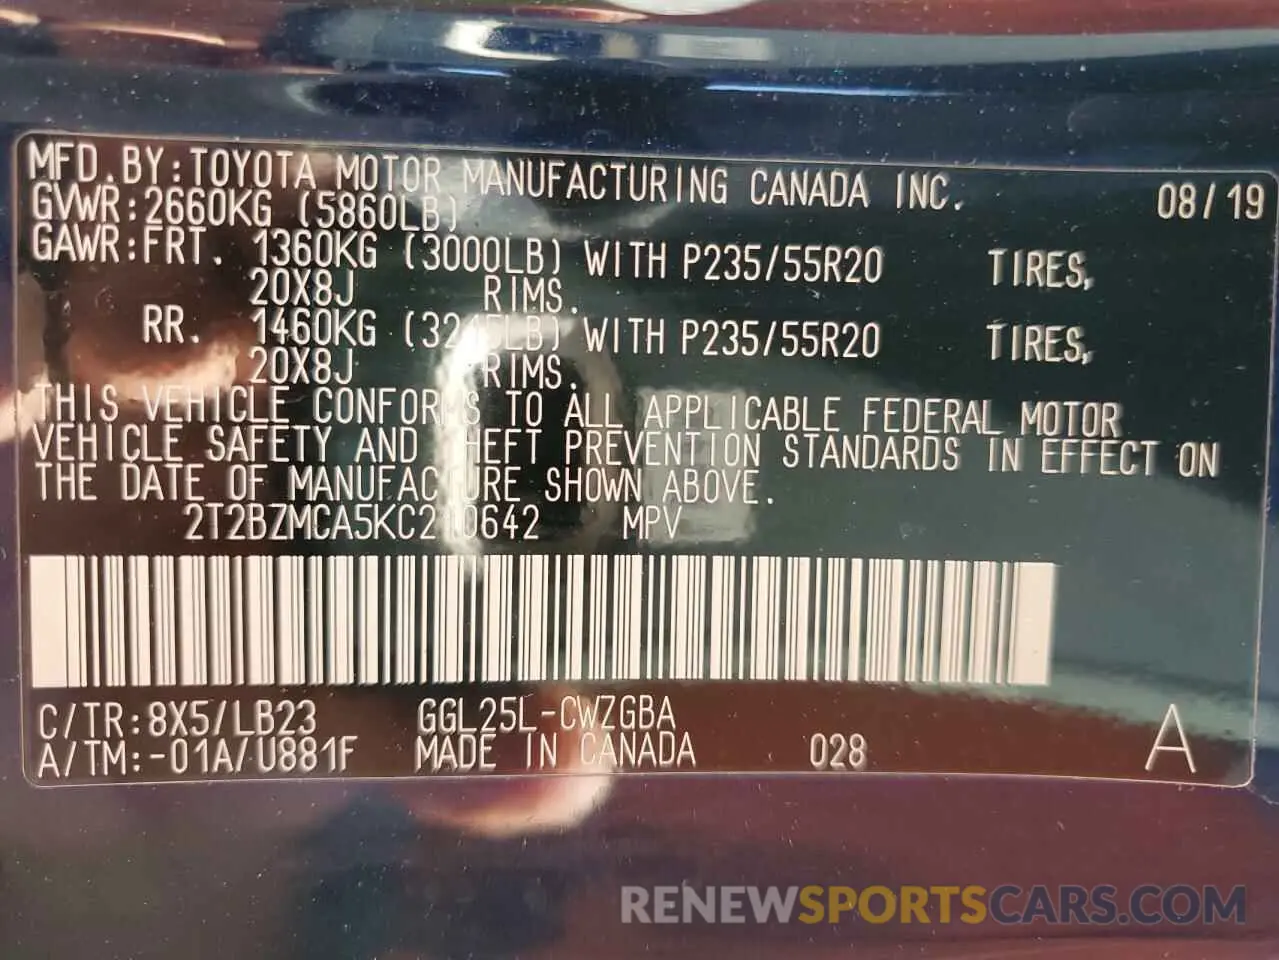 MFD.BY:TOYOTA MOTOR MANUFACTURING CANADA INC. 08/19
GVWR:2660KG (5860LB)
GAWR:FRT. 1360KG (3000LB) WITH P235/55R20 TIRES,
20X8J RIMS.
RR. 1460KG WITH P235/55R20 TIRES,
20X8J RIMS.
THIS VEHICLE CONFORMS TO ALL APPLICABLE FEDERAL MOTOR
VEHICLE SAFETY AND THEFT PREVENTION STANDARDS IN EFFECT ON
THE DATE OF MANUFACTURE SHOWN ABOVE.
MPV
C/TR:8X5/LB23 GGL25L-CWZGBA
A/TM:-01A/U881F MADE IN CANADA 028 A
RENEWSPORTSCARS.COM